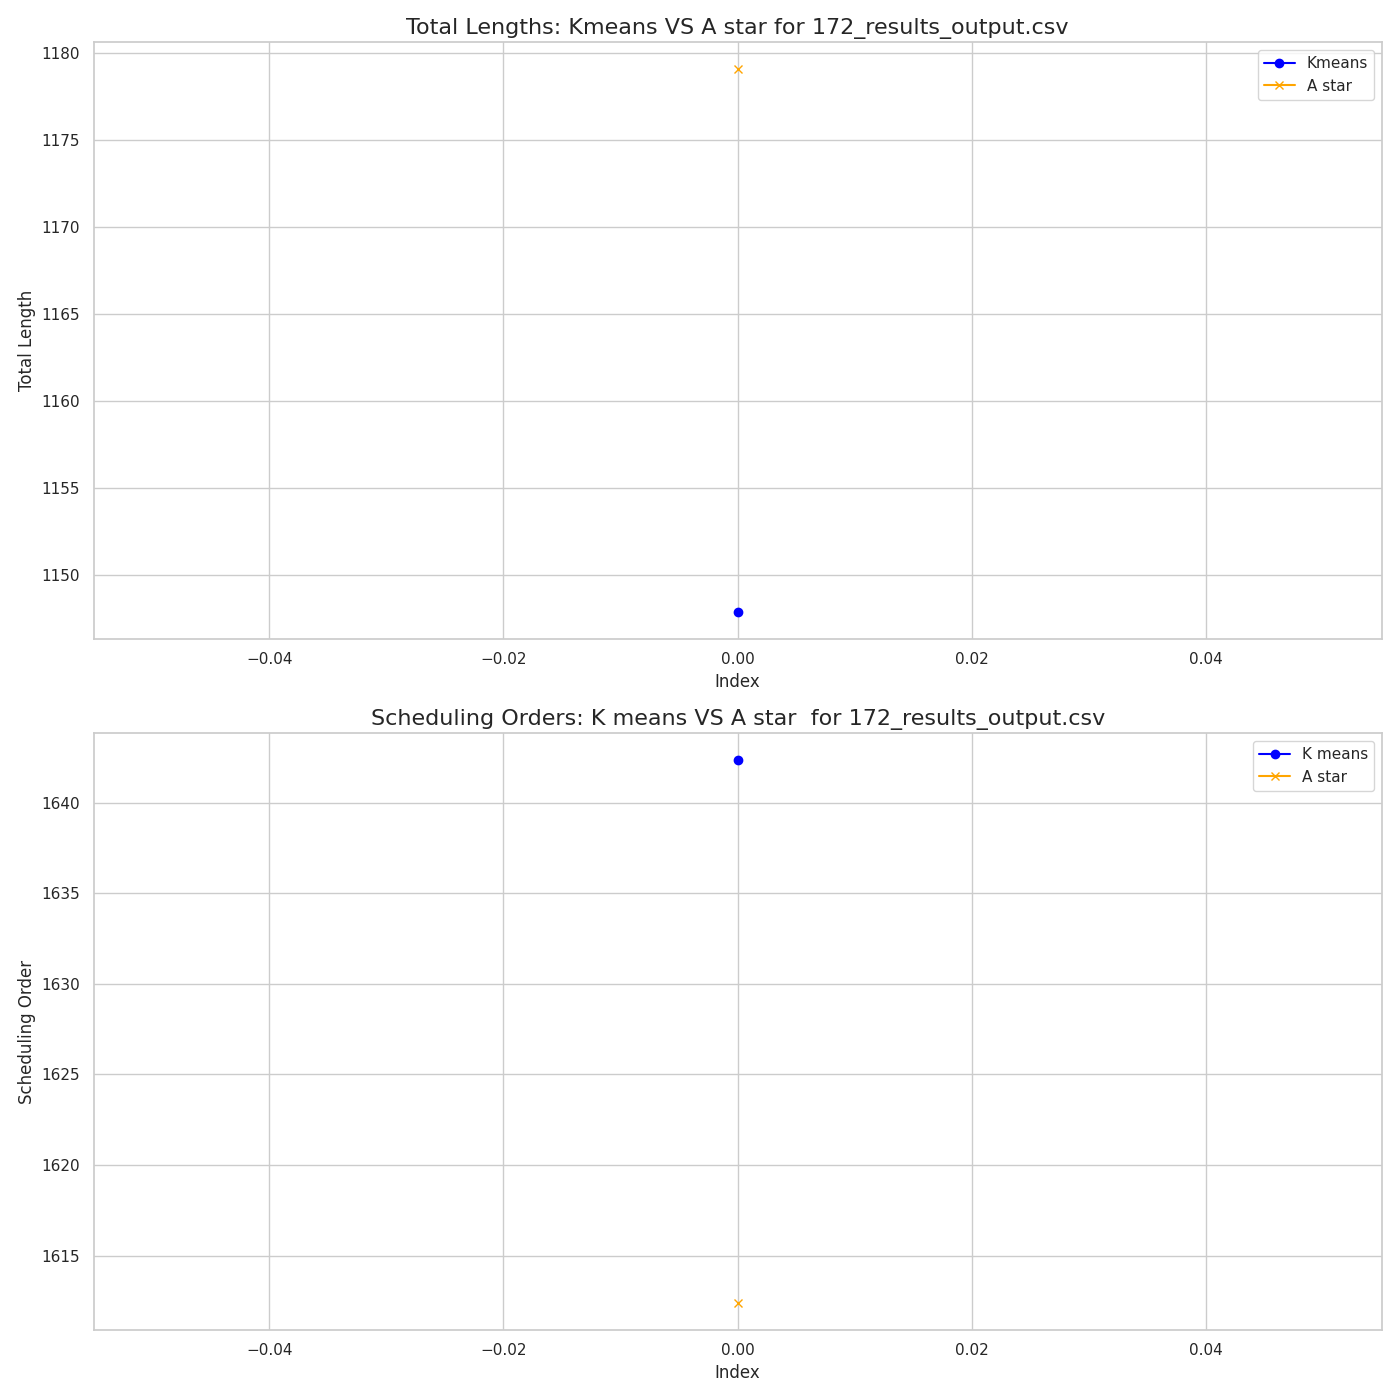 Total Lengths: Kmeans VS A star for 172_results_output.csv
Kmeans
A star
1180
1175
1170
1165
1160
1155
1150
Total Length
−0.04
−0.02
0.00
0.02
0.04
Index
Scheduling Orders: K means VS A star  for 172_results_output.csv
K means
A star
1640
1635
1630
1625
1620
1615
Scheduling Order
−0.04
−0.02
0.00
0.02
0.04
Index